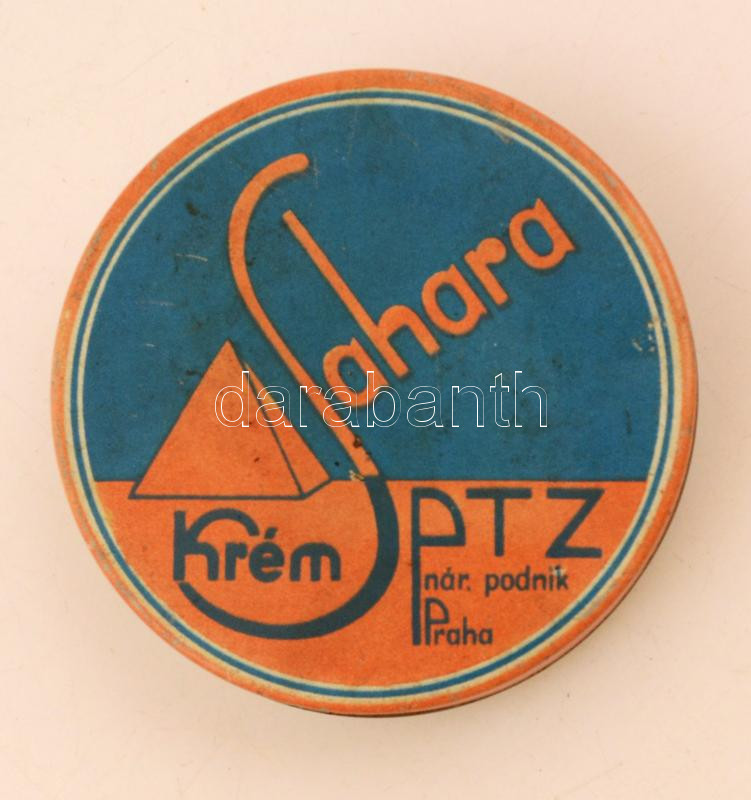 Sahara
darabanth
Krém
PTZ
nár. podnik
Praha